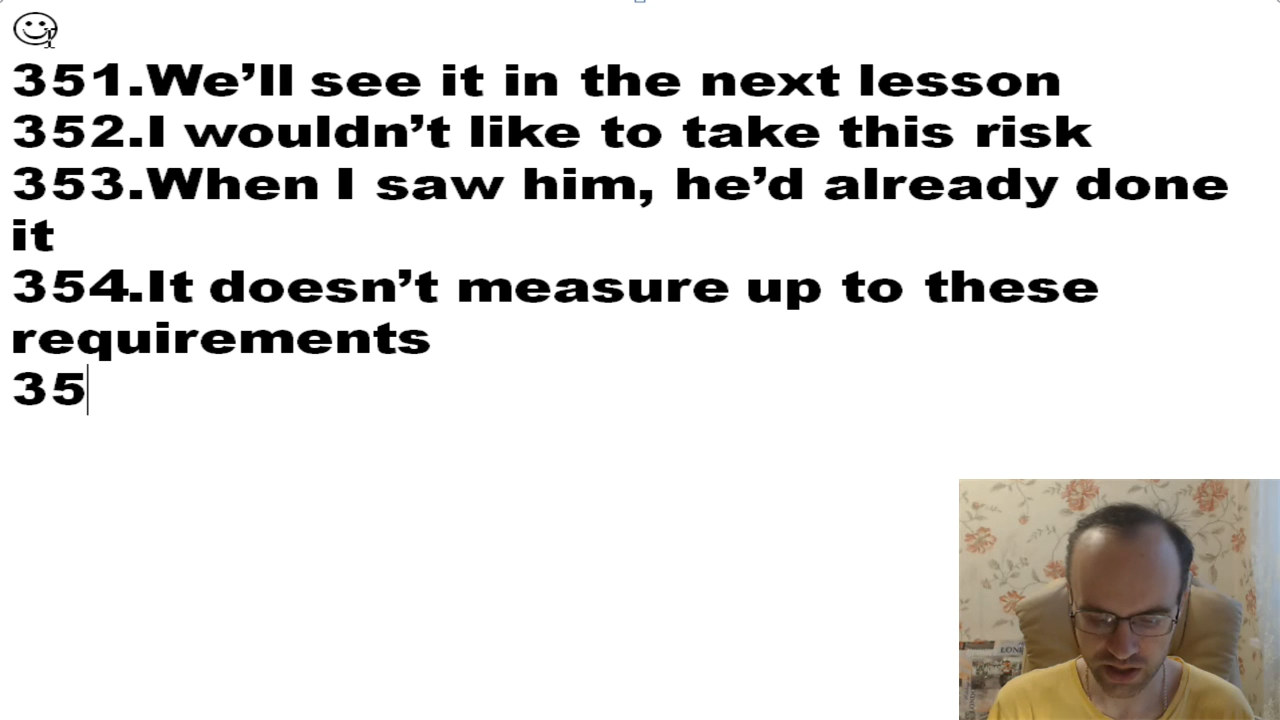 351.We’ll see it in the next lesson
352.I wouldn’t like to take this risk
353.When I saw him, he’d already done
it
354.It doesn’t measure up to these
requirements
35